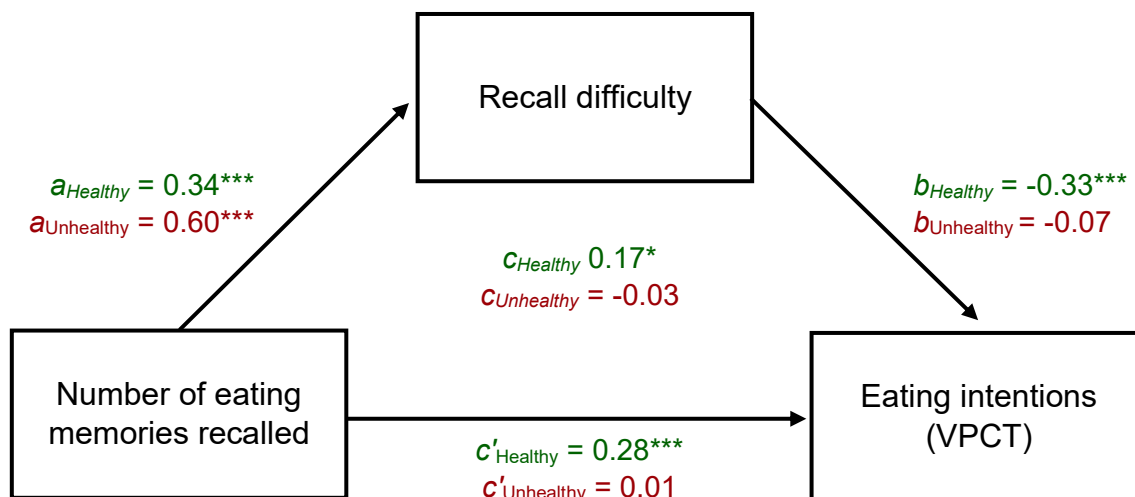 Recall difficulty
aHealthy = 0.34***
aUnhealthy = 0.60***
bHealthy = -0.33***
bUnhealthy = -0.07
cHealthy 0.17*
cUnhealthy = -0.03
Number of eating
memories recalled
Eating intentions
(VPCT)
c'Healthy = 0.28***
c'Unhealthy = 0.01